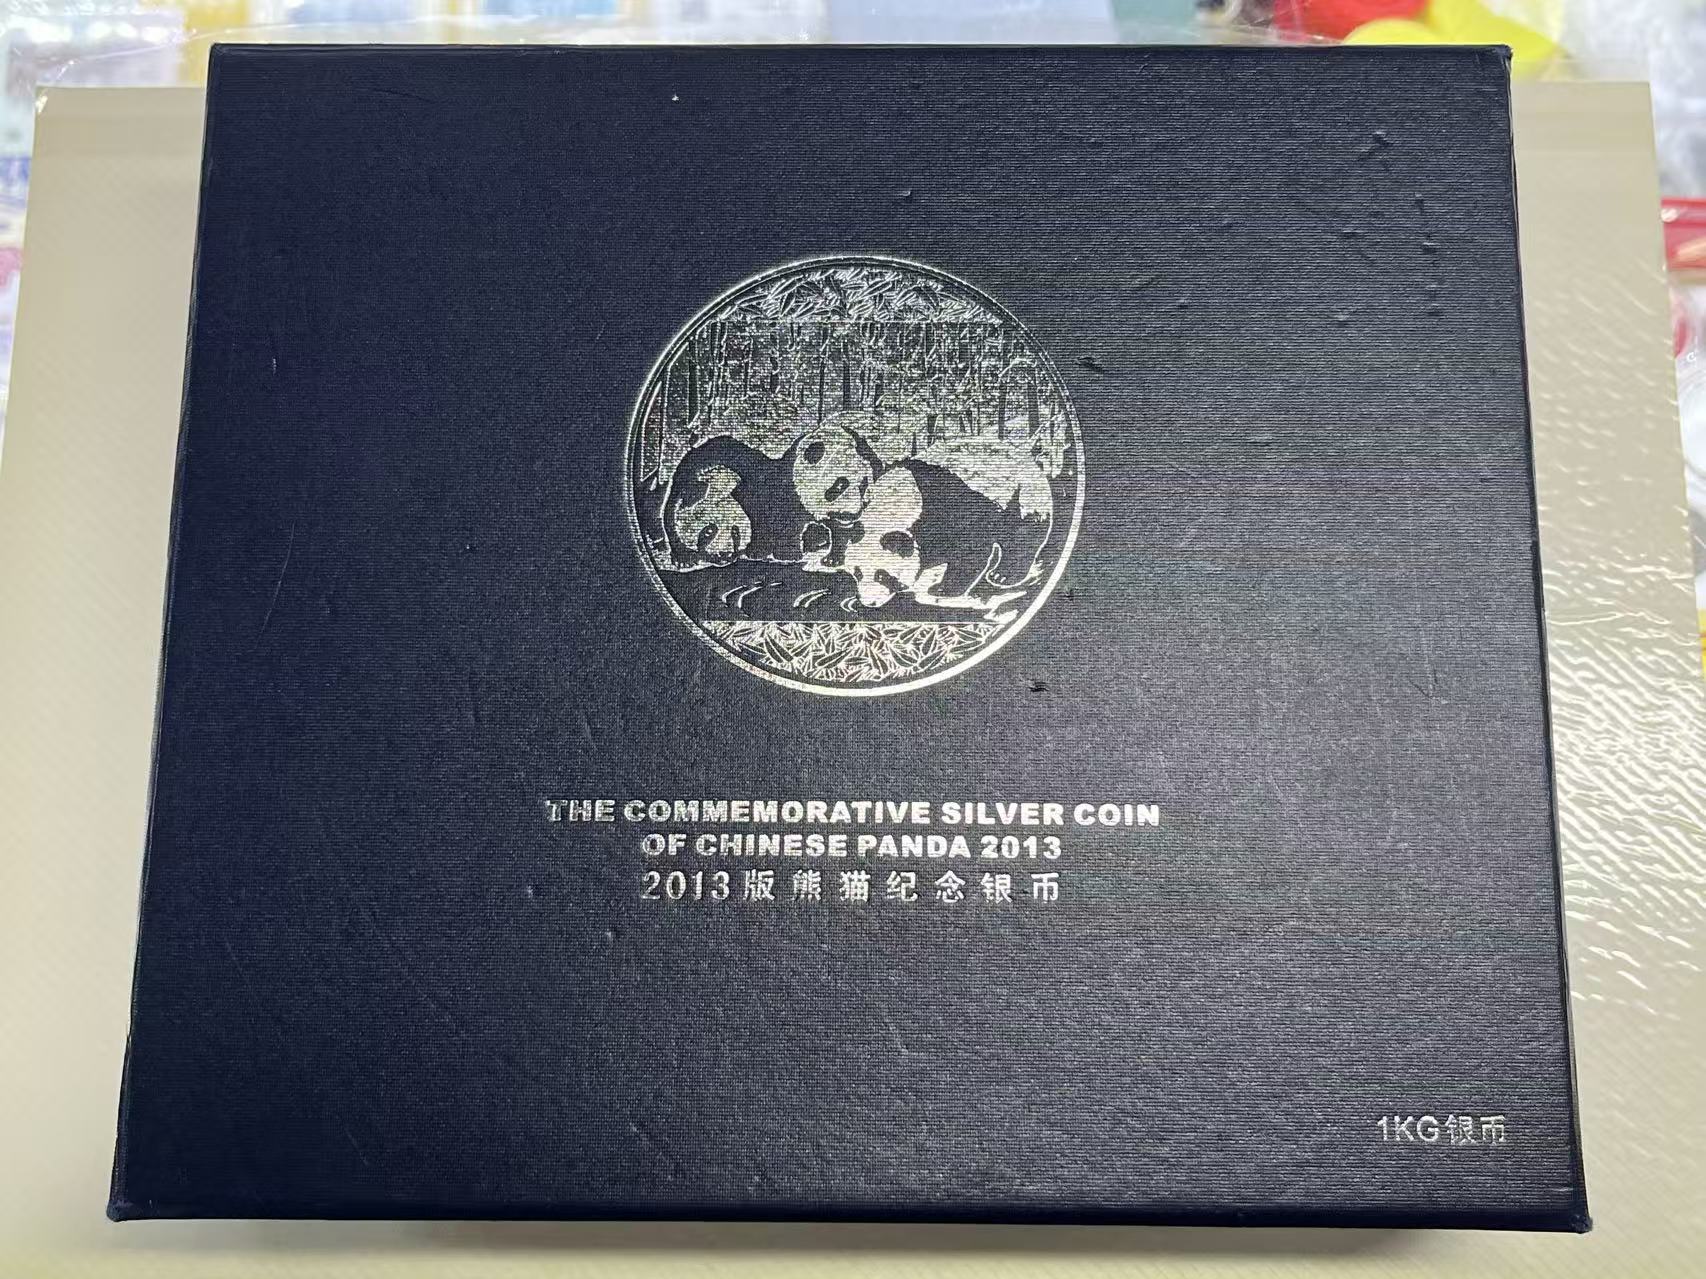 THE COMMEMORATIVE SILVER COIN
OF CHINESE PANDA 2013
2013版熊猫纪念银币
1KG银币